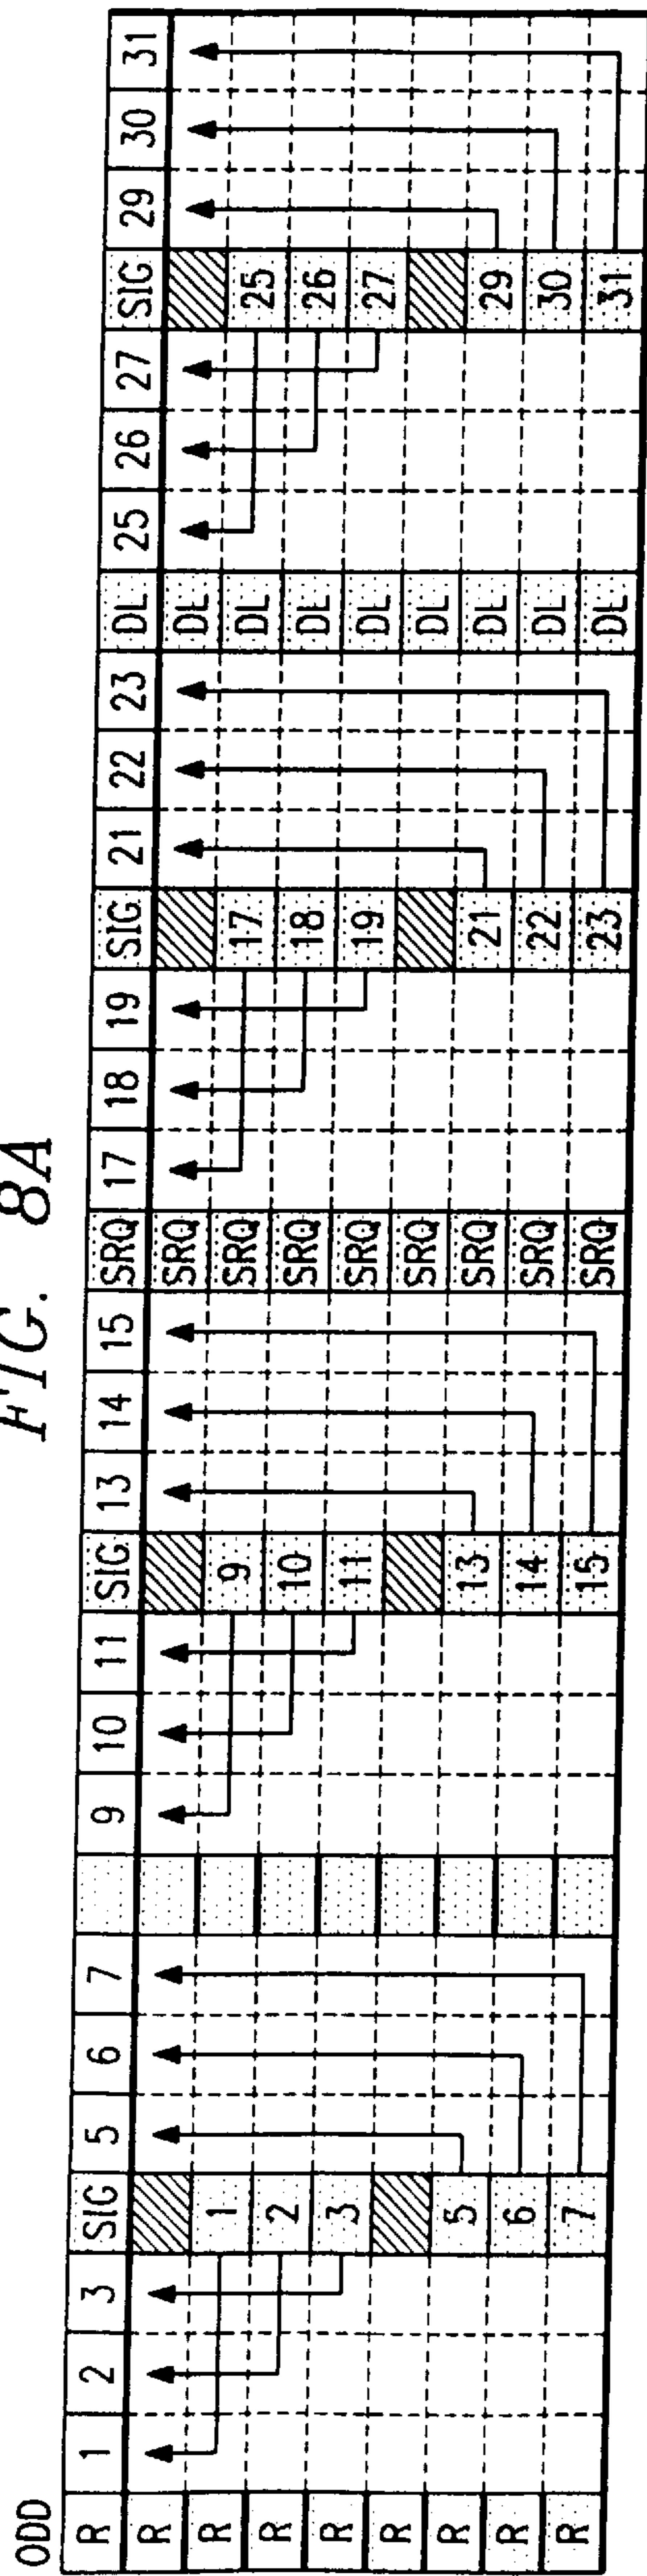 FIG. 8A
ODD
R 1 2 3 SIG 5 6 7 9 10 11 SIG 13 14 15 SRQ 17 18 19 SIG 21 22 23 DL 25 26 27 SIG 29 30 31
R SRQ DL
R 1 9 SRQ 17 DL 25
R 2 10 SRQ 18 DL 26
R 3 11 SRQ 19 DL 27
R SRQ DL
R 5 13 SRQ 21 DL 29
R 6 14 SRQ 22 DL 30
R 7 15 SRQ 23 DL 31